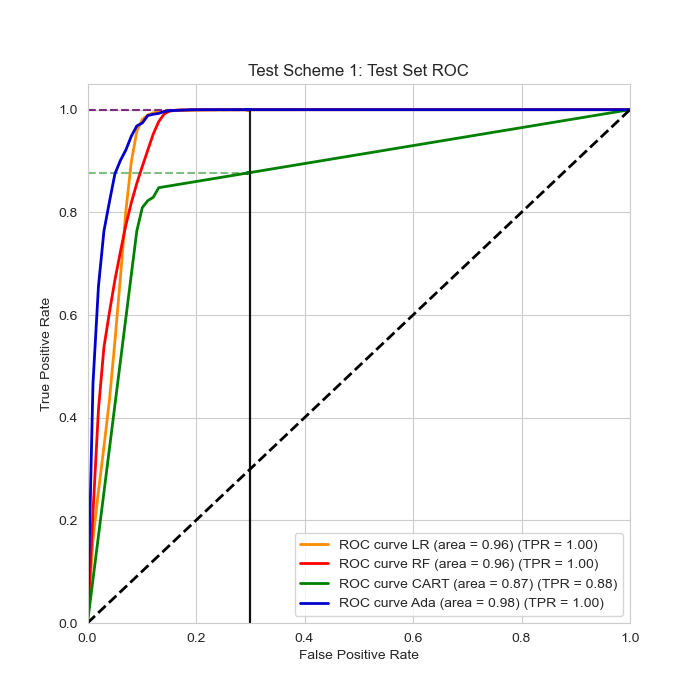 Test Scheme 1: Test Set ROC
True Positive Rate
1.0
0.8
0.6
0.4
0.2
0.0
ROC curve LR (area = 0.96) (TPR = 1.00)
ROC curve RF (area = 0.96) (TPR = 1.00)
ROC curve CART (area = 0.87) (TPR = 0.88)
ROC curve Ada (area = 0.98) (TPR = 1.00)
0.0 0.2 0.4 0.6 0.8 1.0
False Positive Rate